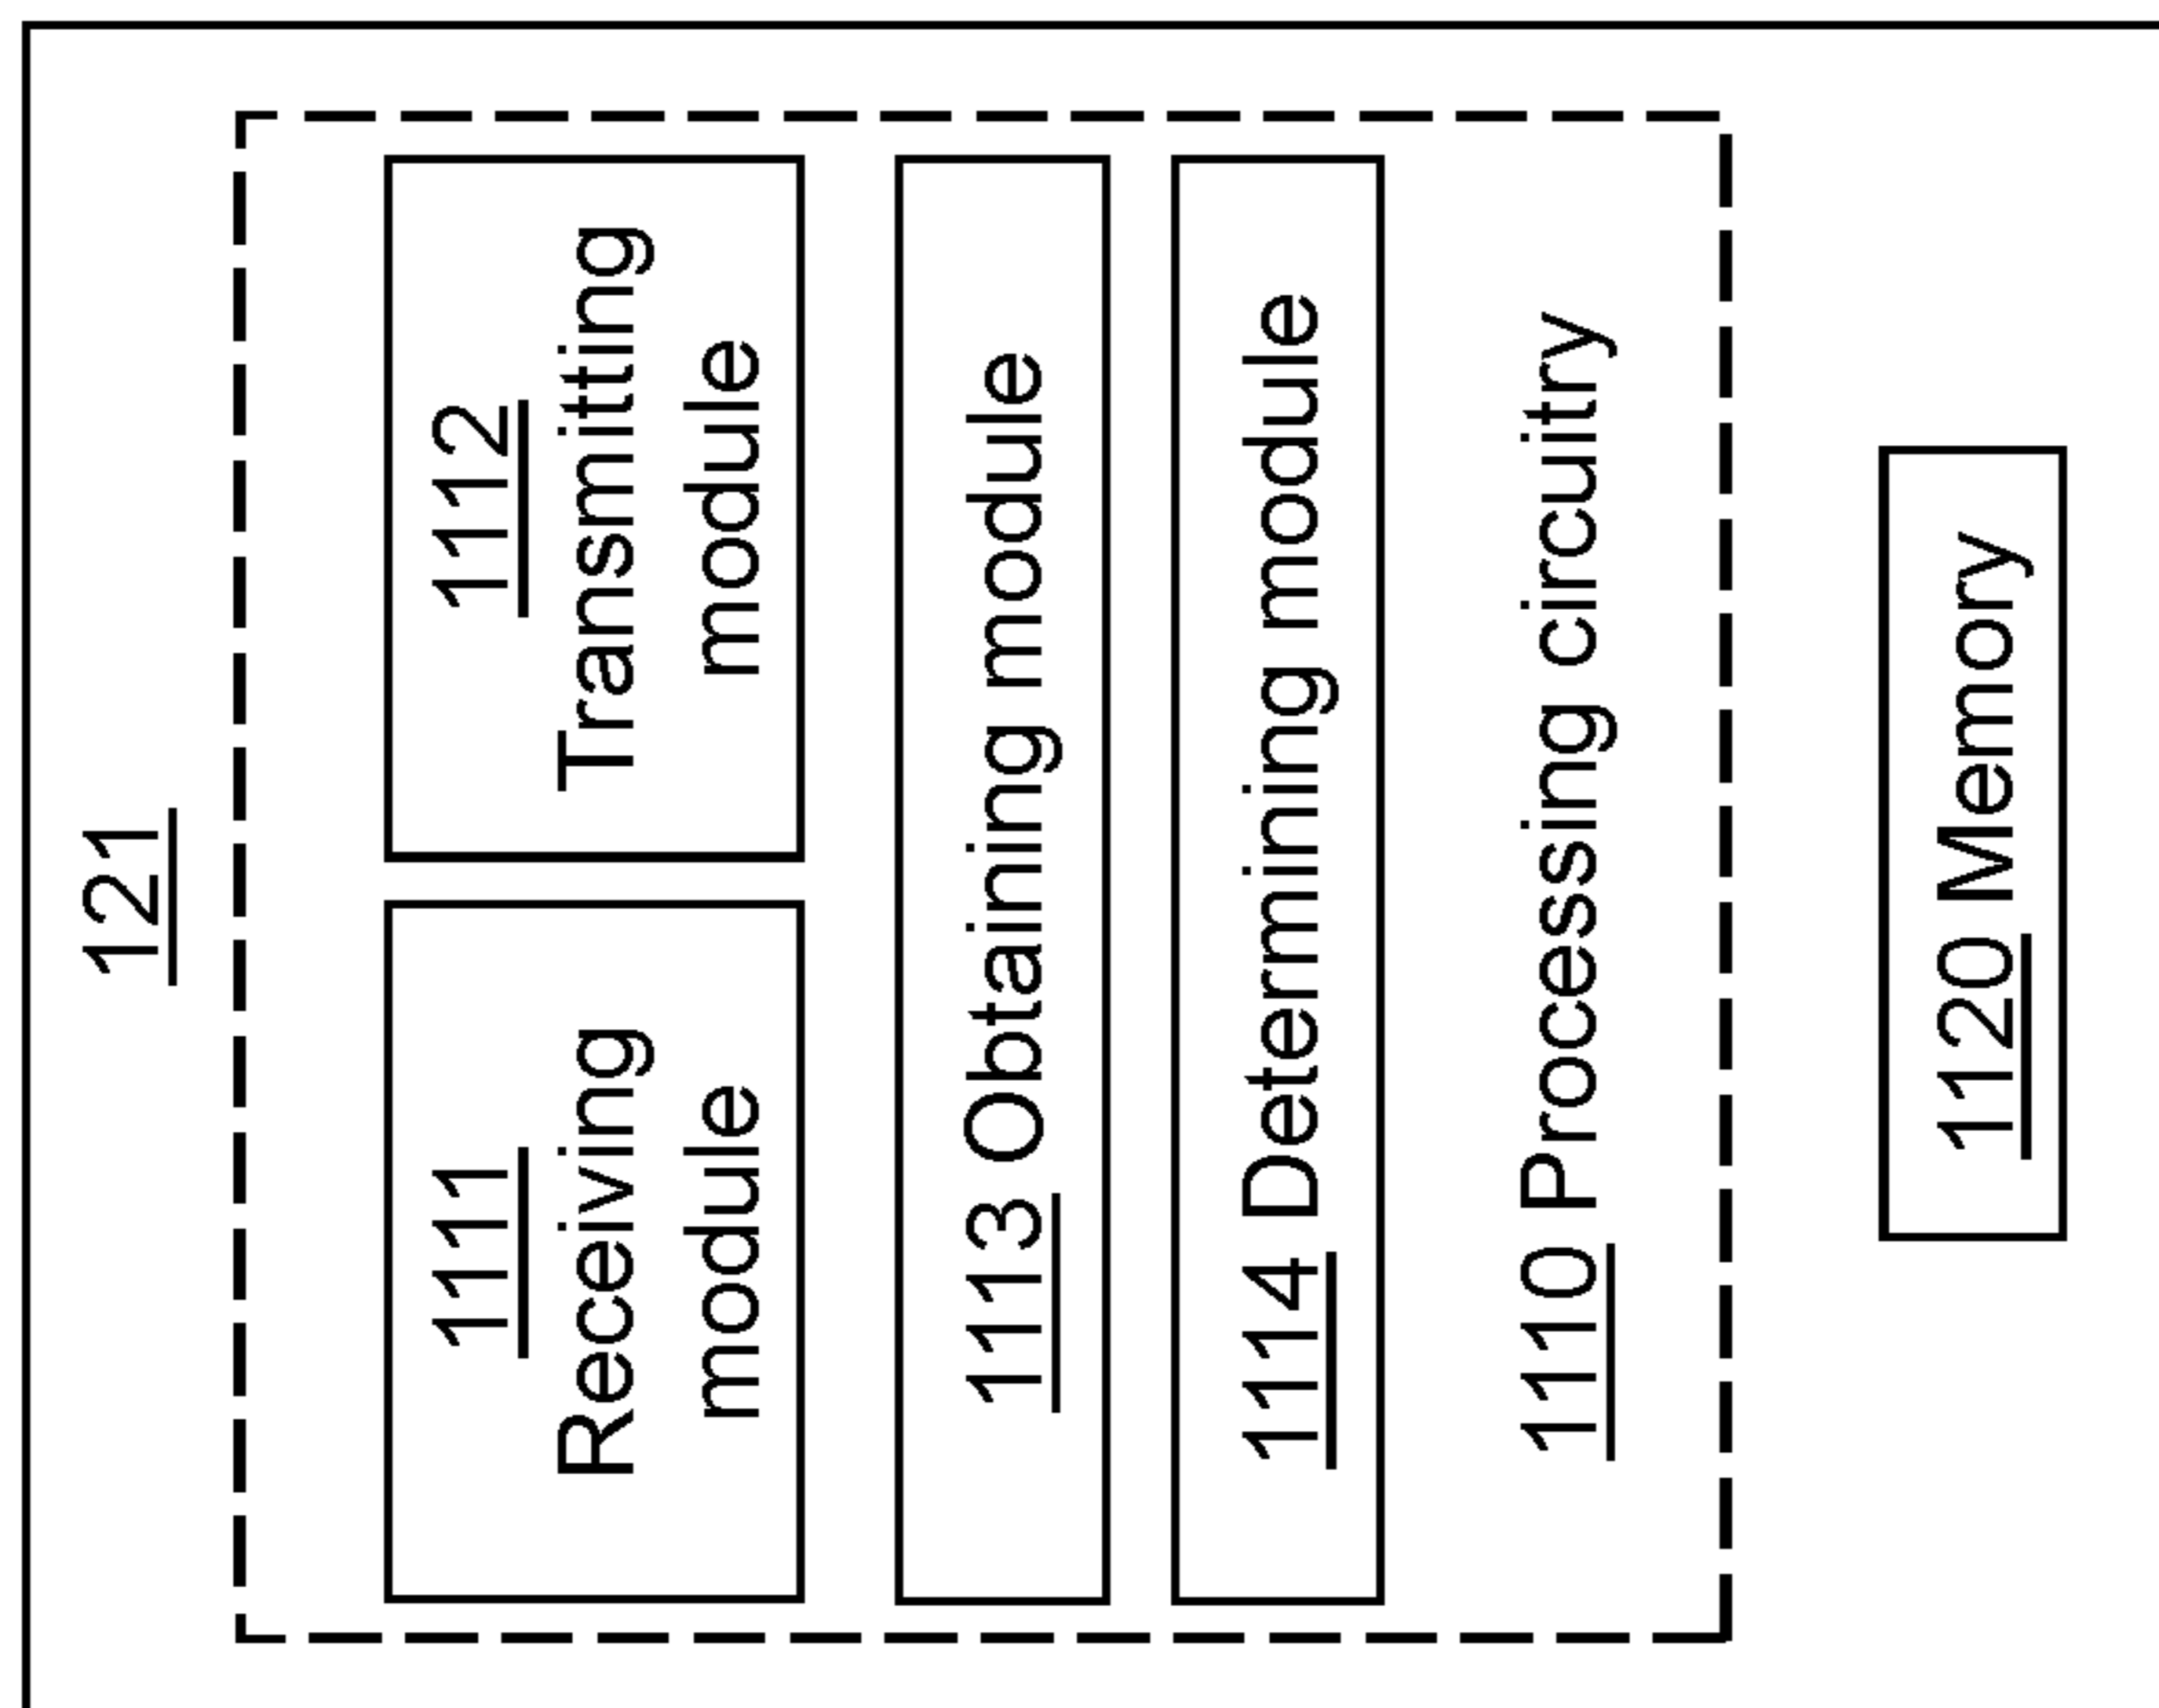 121
1111
Receiving
module
1112
Transmitting
module
1113 Obtaining module
1114 Determining module
1110 Processing circuitry
1120 Memory